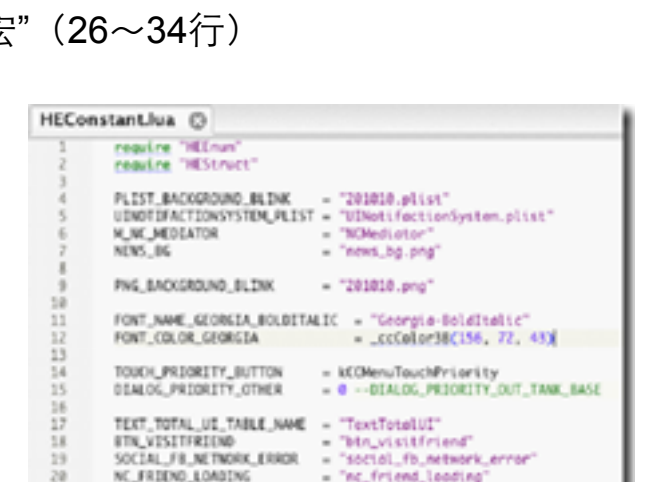 宏”（26～34行）
HEConstant.lua
1 require "HEEnum"
2 require "HEStruct"
3
4 PLIST_BACKGROUND_BLINK = "201010.plist"
5 UINOTIFACTIONSYSTEM_PLIST = "UINotifactionSystem.plist"
6 M_NC_MEDIATOR = "NCMediator"
7 NEWS_BG = "news_bg.png"
8
9 PNG_BACKGROUND_BLINK = "201010.png"
10
11 FONT_NAME_GEORGIA_BOLDITALIC = "Georgia-BoldItalic"
12 FONT_COLOR_GEORGIA = _ccColor3B(156, 72, 43)
13
14 TOUCH_PRIORITY_BUTTON = kCCMenuTouchPriority
15 DIALOG_PRIORITY_OTHER = 0 --DIALOG_PRIORITY_OUT_TANK_BASE
16
17 TEXT_TOTAL_UI_TABLE_NAME = "TextTotalUI"
18 BTN_VISITFRIEND = "btn_visitfriend"
19 SOCIAL_FB_NETWORK_ERROR = "social_fb_network_error"
20 NC_FRIEND_LOADING = "nc_friend_loading"